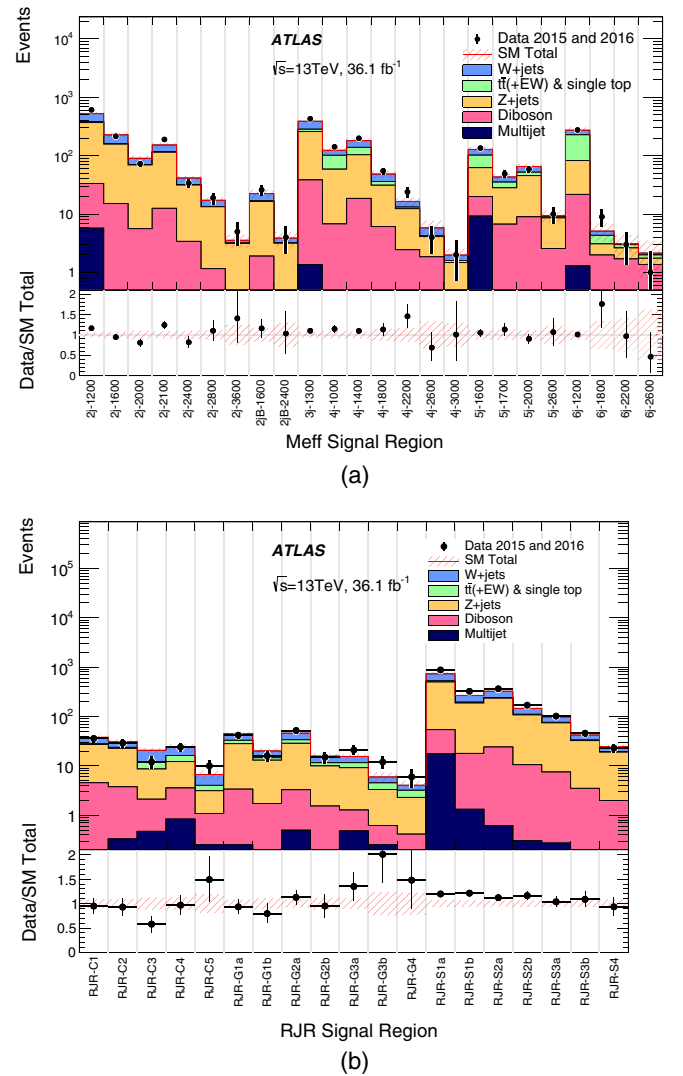 Events
10⁴
10³
10²
10
1
ATLAS
√s=13TeV, 36.1 fb⁻¹
Data 2015 and 2016
SM Total
W+jets
tt̄(+EW) & single top
Z+jets
Diboson
Multijet
Data/SM Total
2
1.5
1
0.5
0
2j-1200
2j-1600
2j-2000
2j-2100
2j-2400
2j-2800
2j-3600
2jB-1600
2jB-2400
3j-1300
4j-1000
4j-1400
4j-1800
4j-2200
4j-2600
4j-3000
5j-1600
5j-1700
5j-2000
5j-2600
6j-1200
6j-1800
6j-2200
6j-2600
Meff Signal Region
(a)
Events
10⁵
10⁴
10³
10²
10
1
ATLAS
√s=13TeV, 36.1 fb⁻¹
Data 2015 and 2016
SM Total
W+jets
tt̄(+EW) & single top
Z+jets
Diboson
Multijet
Data/SM Total
2
1.5
1
0.5
0
RJR-C1
RJR-C2
RJR-C3
RJR-C4
RJR-C5
RJR-G1a
RJR-G1b
RJR-G2a
RJR-G2b
RJR-G3a
RJR-G3b
RJR-G4
RJR-S1a
RJR-S1b
RJR-S2a
RJR-S2b
RJR-S3a
RJR-S3b
RJR-S4
RJR Signal Region
(b)